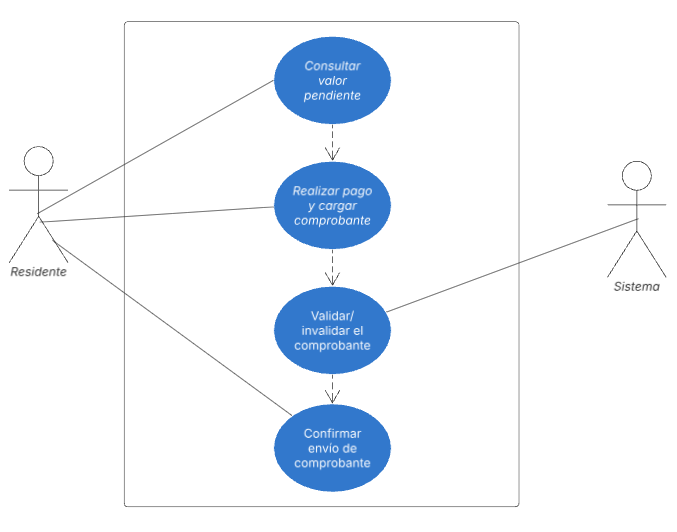 Consultar
valor
pendiente
Realizar pago
y cargar
comprobante
Residente
Sistema
Validar/
invalidar el
comprobante
Confirmar
envío de
comprobante